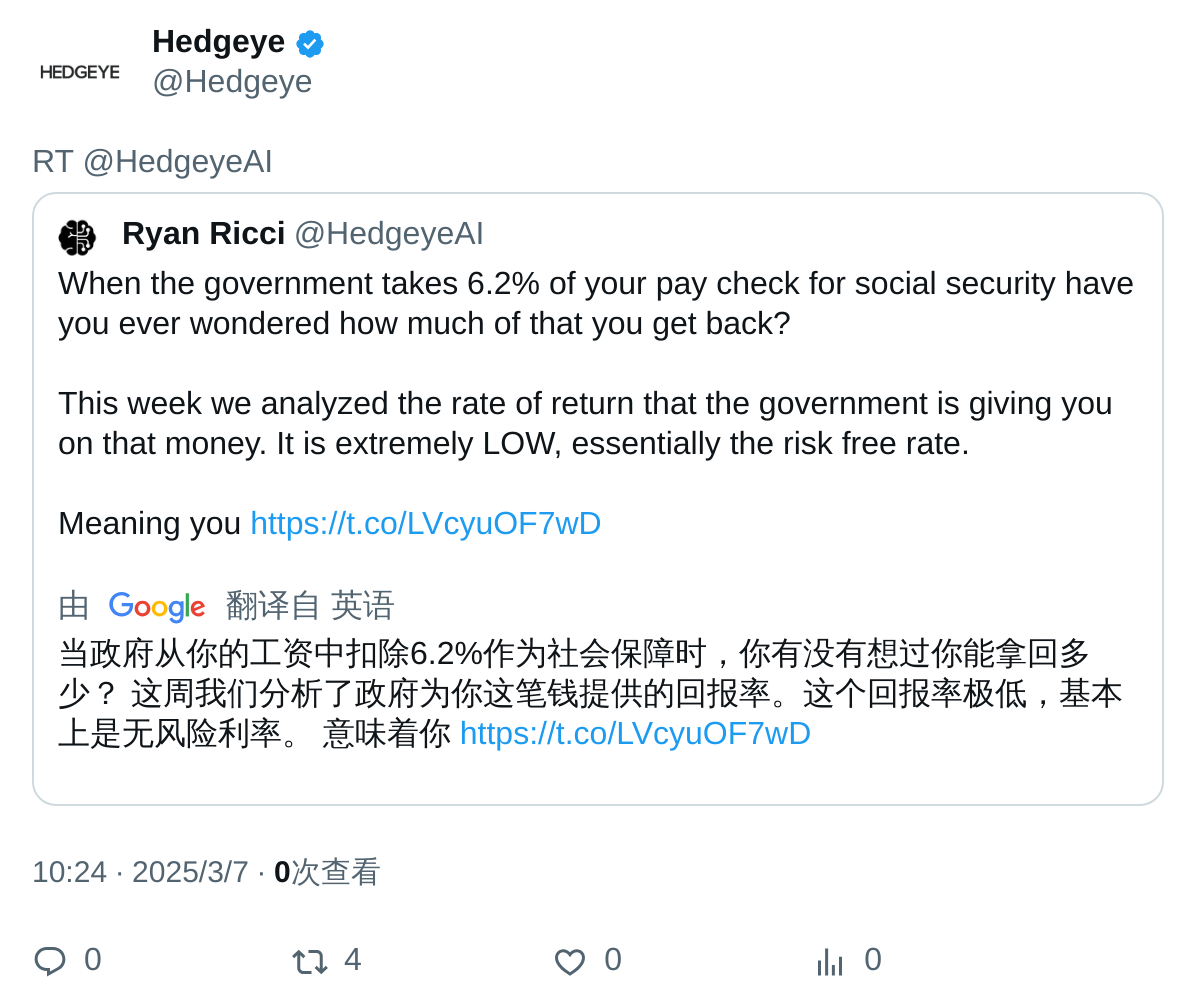 HEDGEYE
Hedgeye
@Hedgeye
RT @HedgeyeAI
Ryan Ricci @HedgeyeAI
When the government takes 6.2% of your pay check for social security have
you ever wondered how much of that you get back?
This week we analyzed the rate of return that the government is giving you
on that money. It is extremely LOW, essentially the risk free rate.
Meaning you https://t.co/LVcyuOF7wD
由 Google 翻译自 英语
当政府从你的工资中扣除6.2%作为社会保障时，你有没有想过你能拿回多
少？ 这周我们分析了政府为你这笔钱提供的回报率。这个回报率极低，基本
上是无风险利率。 意味着你 https://t.co/LVcyuOF7wD
10:24 · 2025/3/7 · 0次查看
0 4 0 0